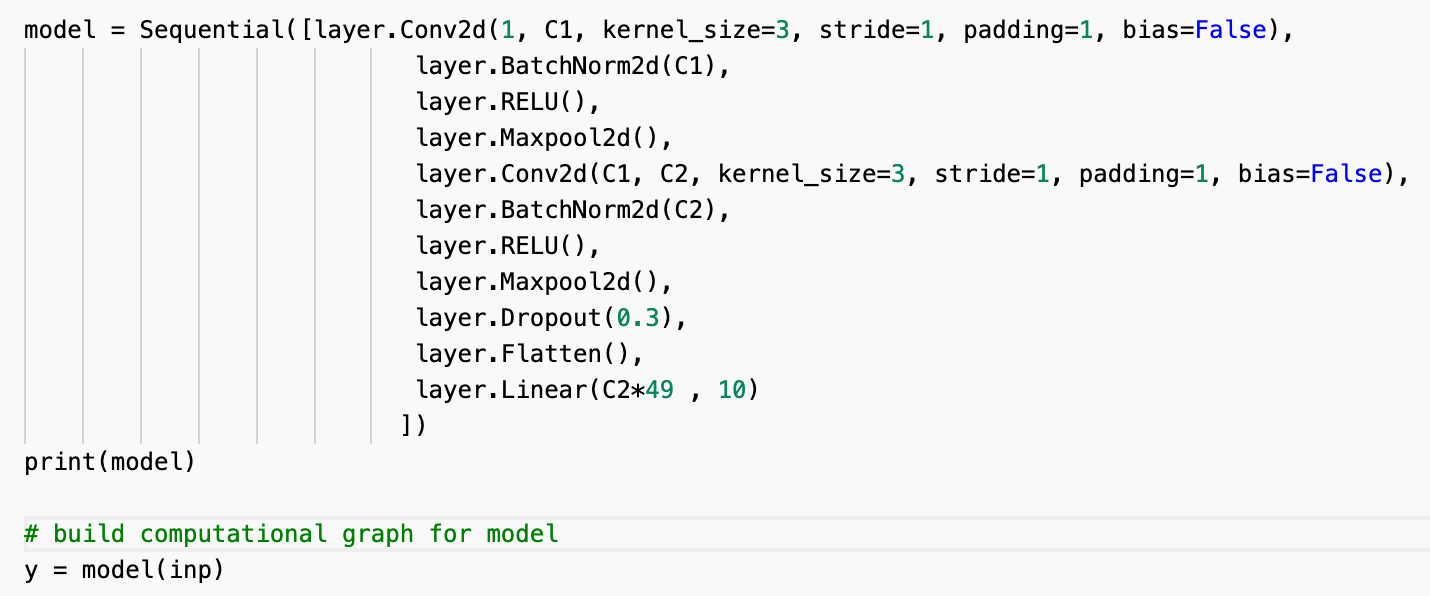 model = Sequential([layer.Conv2d(1, C1, kernel_size=3, stride=1, padding=1, bias=False),
layer.BatchNorm2d(C1),
layer.RELU(),
layer.Maxpool2d(),
layer.Conv2d(C1, C2, kernel_size=3, stride=1, padding=1, bias=False),
layer.BatchNorm2d(C2),
layer.RELU(),
layer.Maxpool2d(),
layer.Dropout(0.3),
layer.Flatten(),
layer.Linear(C2*49 , 10)
])
print(model)
# build computational graph for model
y = model(inp)